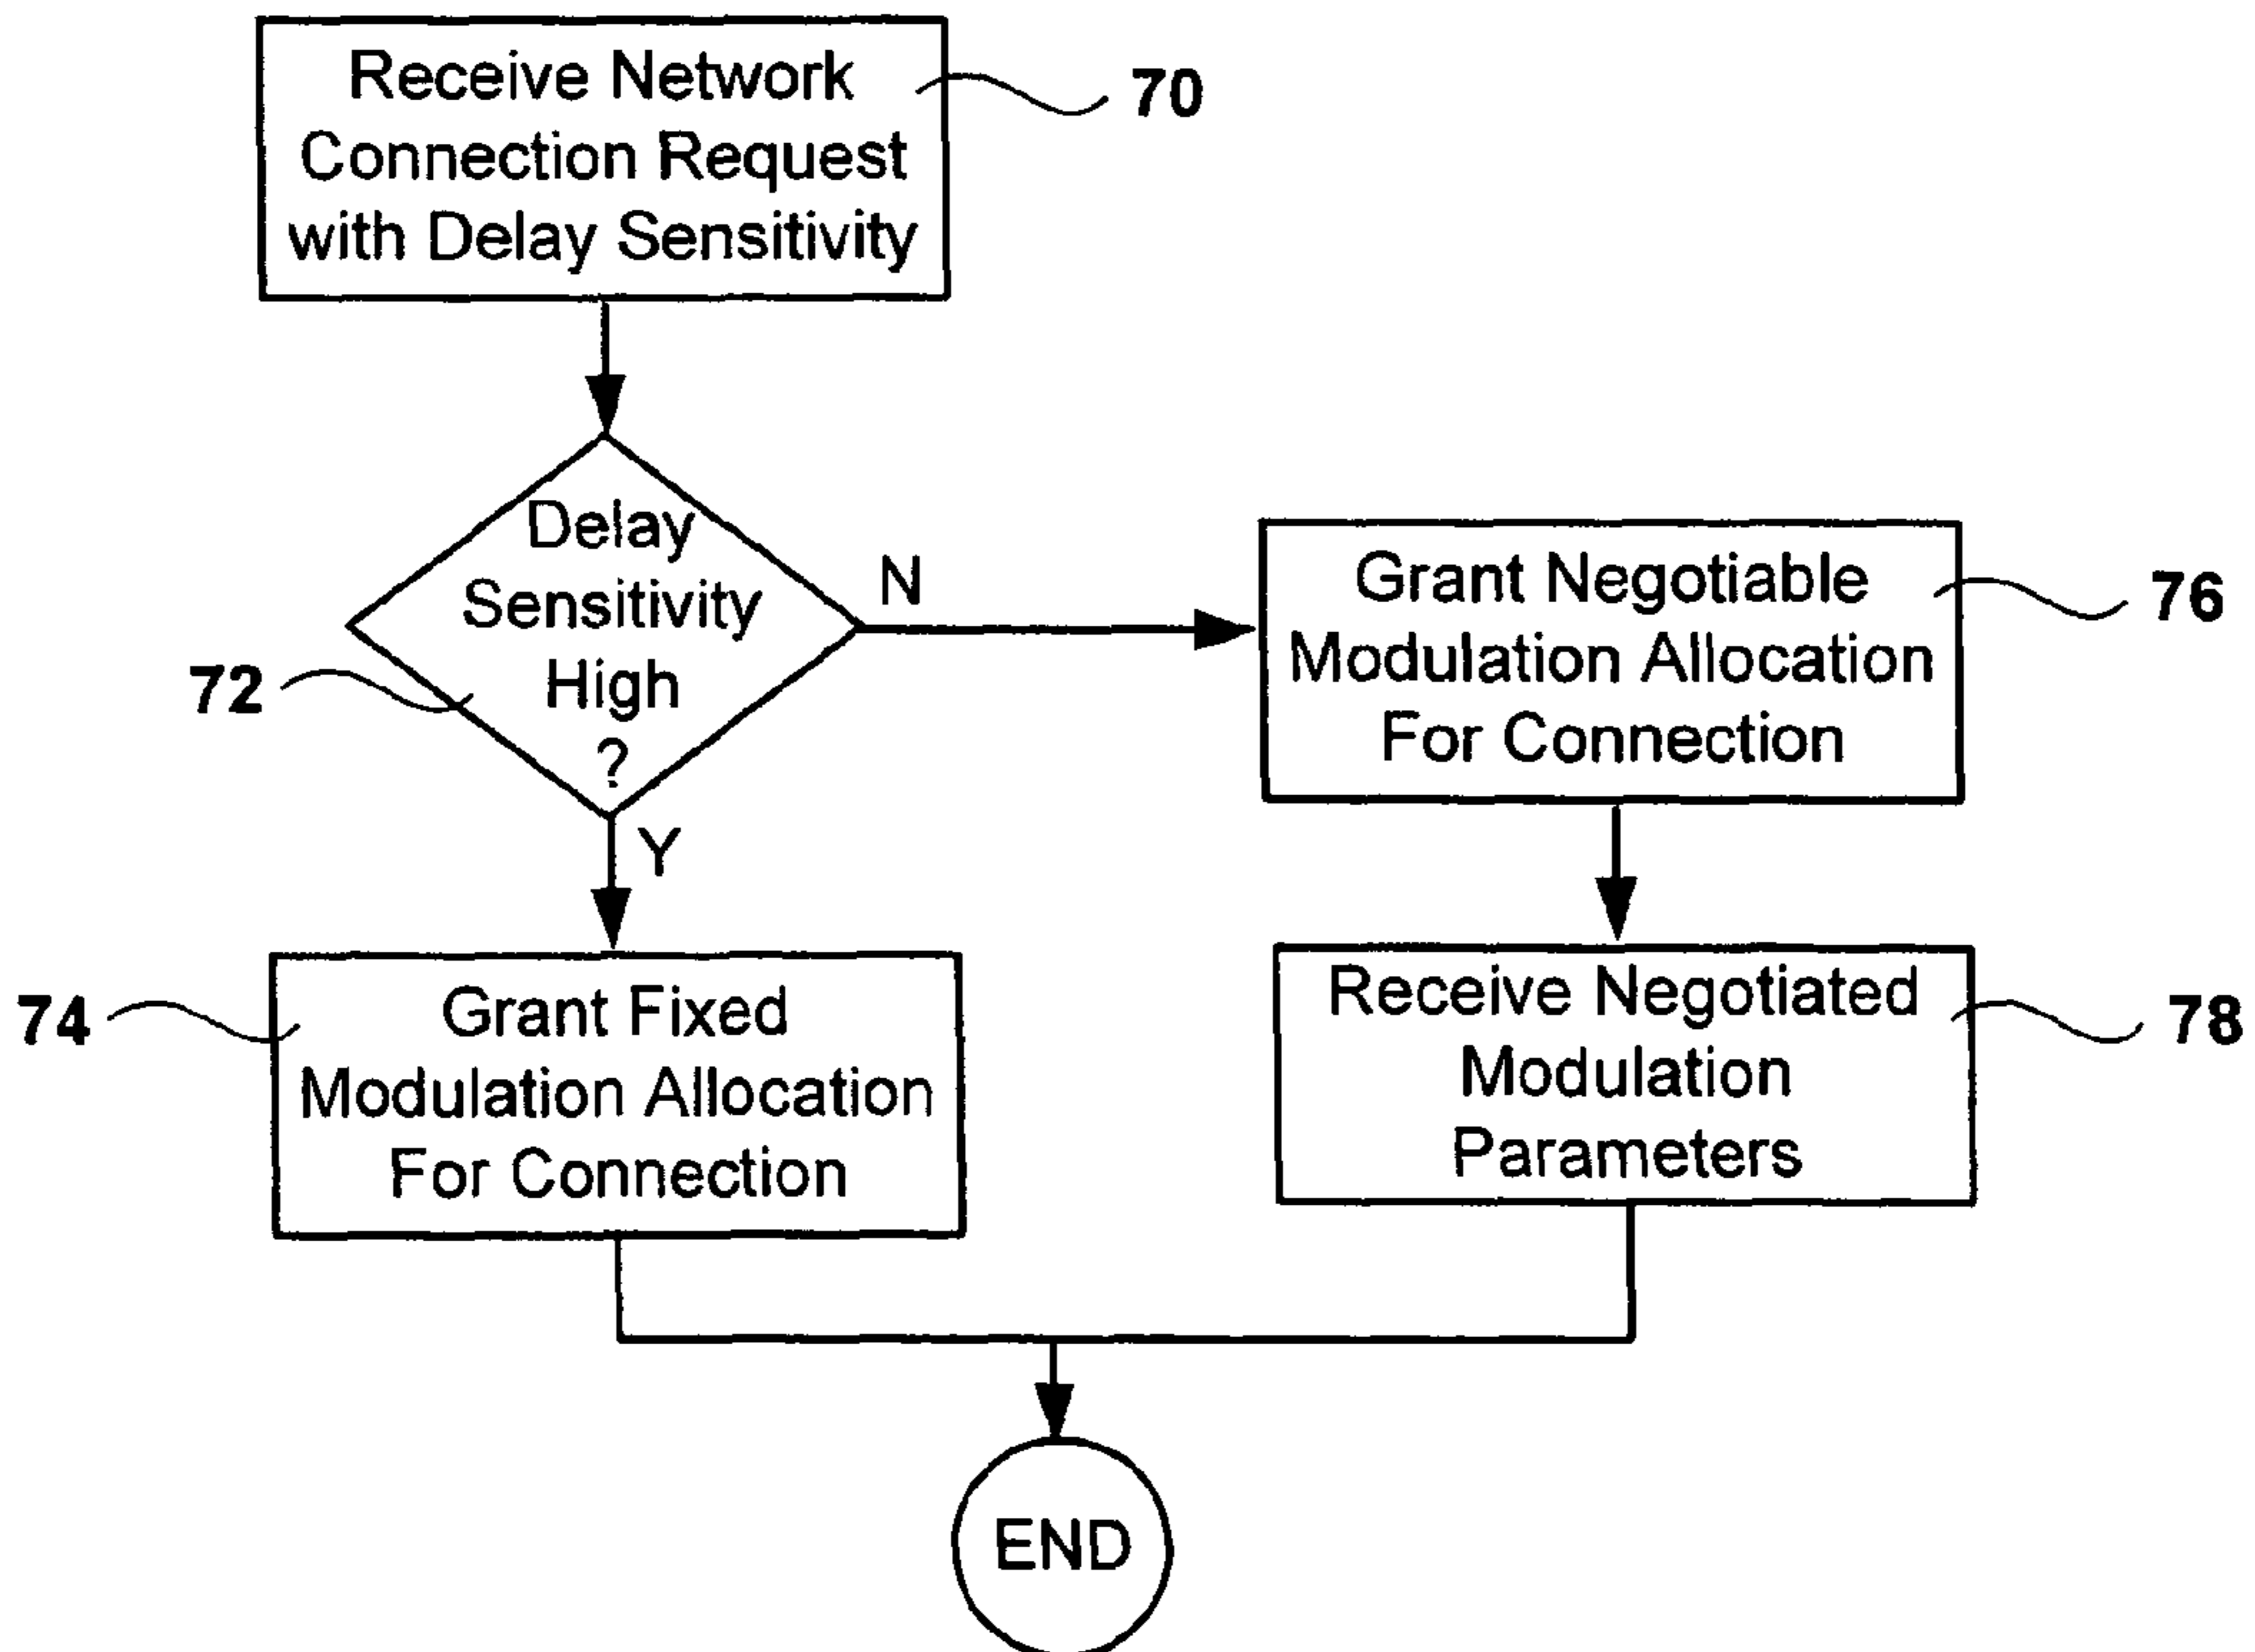 Receive Network
Connection Request
with Delay Sensitivity
70
Delay
Sensitivity
High
?
72
N
Y
Grant Negotiable
Modulation Allocation
For Connection
76
Grant Fixed
Modulation Allocation
For Connection
74
Receive Negotiated
Modulation
Parameters
78
END